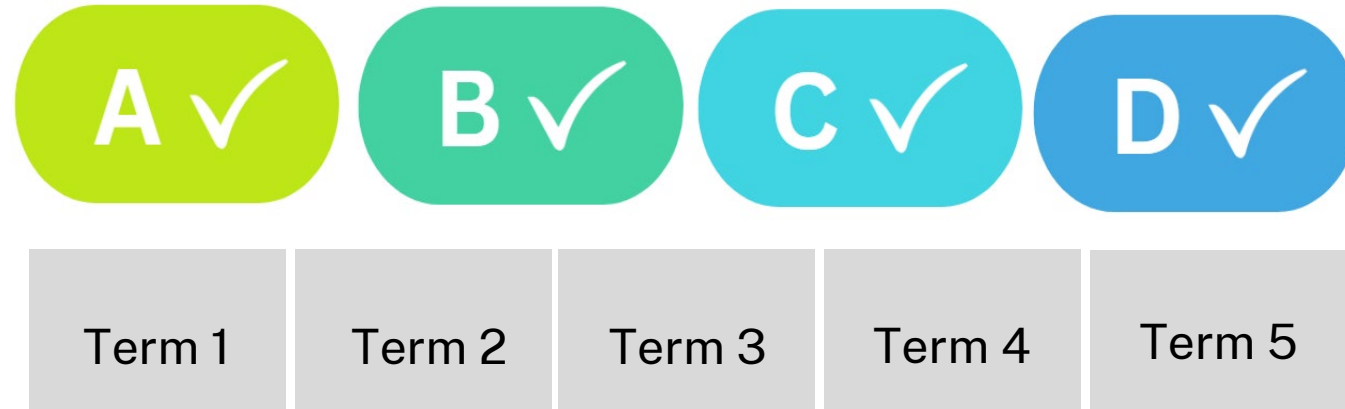 A ✓ B ✓ C ✓ D ✓
Term 1 Term 2 Term 3 Term 4 Term 5